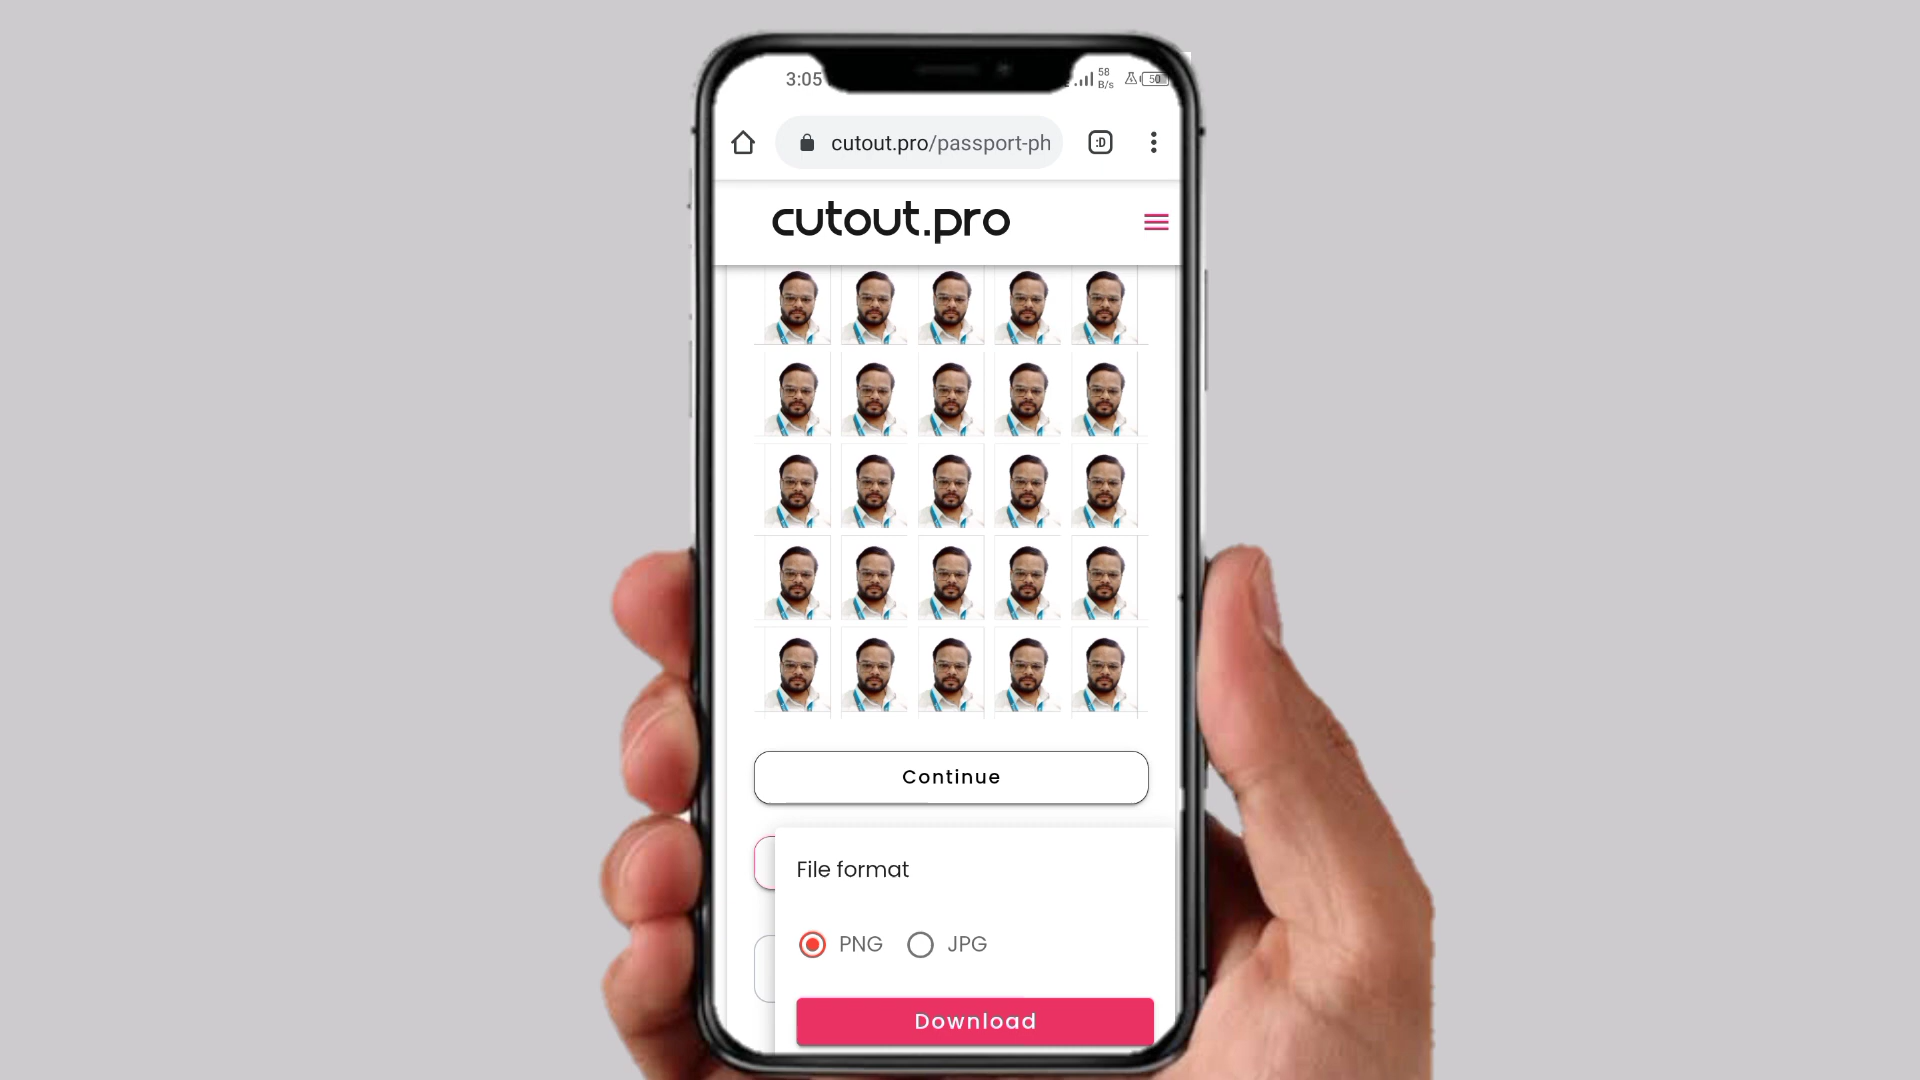 3:05
58
B/s
50
cutout.pro/passport-ph
:D
cutout.pro
Continue
File format
PNG
JPG
Download